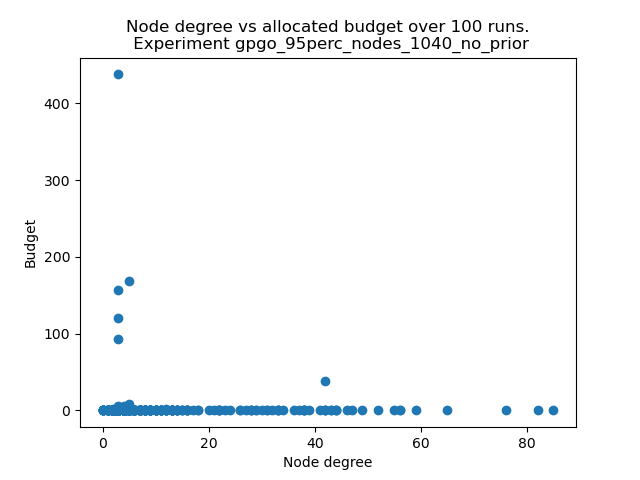 Node degree vs allocated budget over 100 runs.
Experiment gpgo_95perc_nodes_1040_no_prior
400
300
200
100
0
Budget
0 20 40 60 80
Node degree